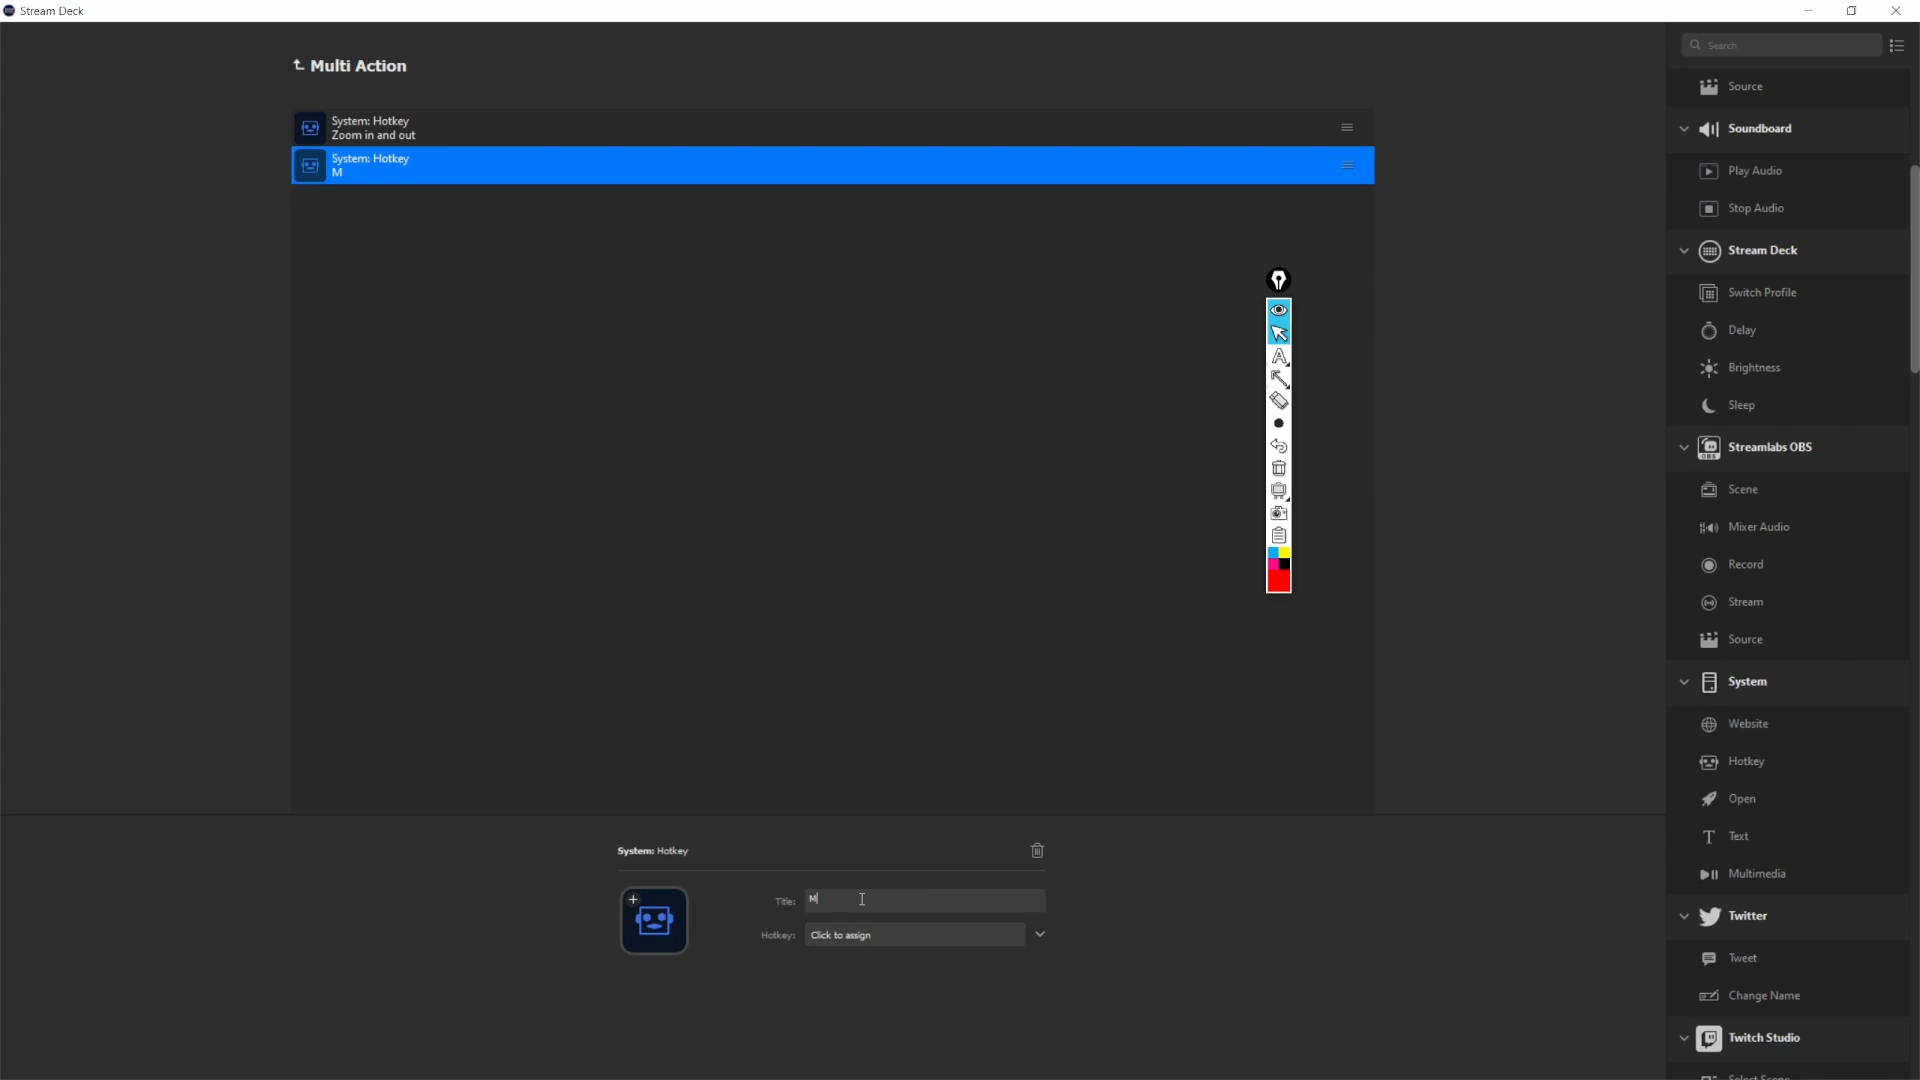 Stream Deck
Multi Action
System: Hotkey
Zoom in and out
System: Hotkey
M
System: Hotkey
Title: M
Hotkey: Click to assign
Search
Source
Soundboard
Play Audio
Stop Audio
Stream Deck
Switch Profile
Delay
Brightness
Sleep
Streamlabs OBS
Scene
Mixer Audio
Record
Stream
Source
System
Website
Hotkey
Open
Text
Multimedia
Twitter
Tweet
Change Name
Twitch Studio